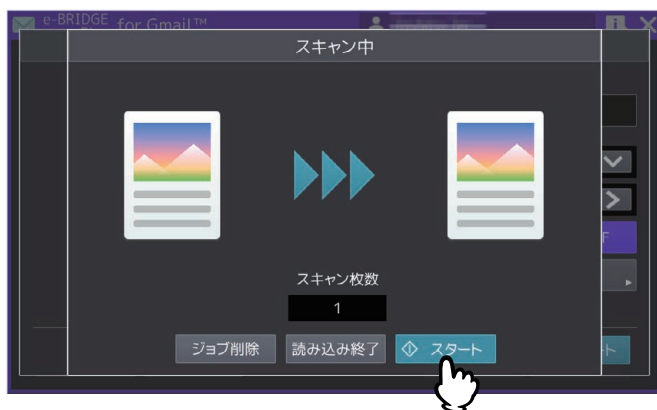 e-BRIDGE
for Gmail™
スキャン中
スキャン枚数
1
ジョブ削除
読み込み終了
スタート